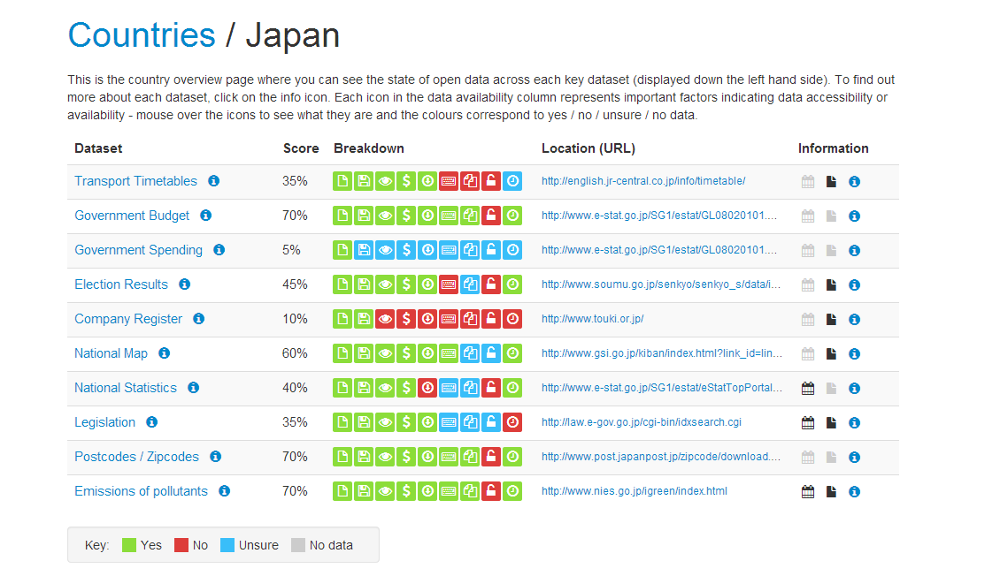 Countries / Japan
This is the country overview page where you can see the state of open data across each key dataset (displayed down the left hand side). To find out
more about each dataset, click on the info icon. Each icon in the data availability column represents important factors indicating data accessibility or
availability - mouse over the icons to see what they are and the colours correspond to yes / no / unsure / no data.
Dataset Score Breakdown Location (URL) Information
Transport Timetables 35% http://english.jr-central.co.jp/info/timetable/
Government Budget 70% http://www.e-stat.go.jp/SG1/estat/GL08020101....
Government Spending 5% http://www.e-stat.go.jp/SG1/estat/GL08020101....
Election Results 45% http://www.soumu.go.jp/senkyo/senkyo_s/data/i...
Company Register 10% http://www.touki.or.jp/
National Map 60% http://www.gsi.go.jp/kiban/index.html?link_id=lin...
National Statistics 40% http://www.e-stat.go.jp/SG1/estat/eStatTopPortal...
Legislation 35% http://law.e-gov.go.jp/cgi-bin/idxsearch.cgi
Postcodes / Zipcodes 70% http://www.post.japanpost.jp/zipcode/download....
Emissions of pollutants 70% http://www.nies.go.jp/igreen/index.html
Key: Yes No Unsure No data